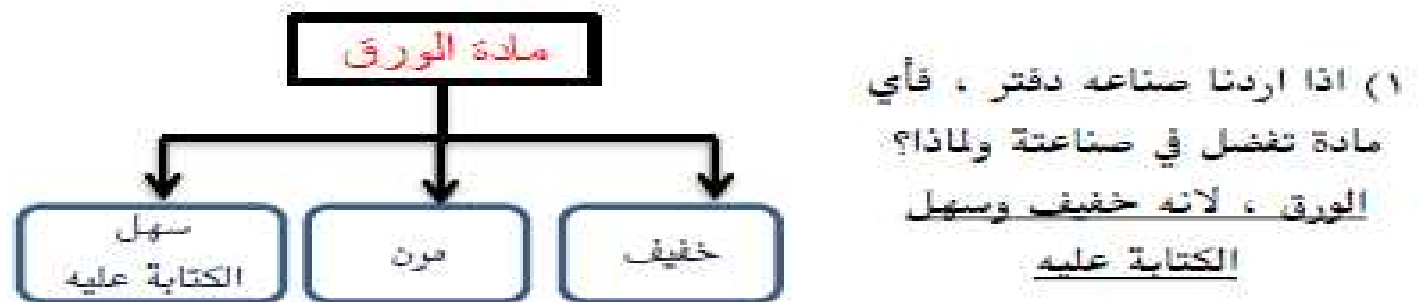 مادة الورق
خفيف
مرن
سهل
الكتابة عليه
١) اذا اردنا صناعه دفتر ، فأي
مادة تفضل في صناعتة ولماذا؟
الورق ، لانه خفيف وسهل
الكتابة عليه